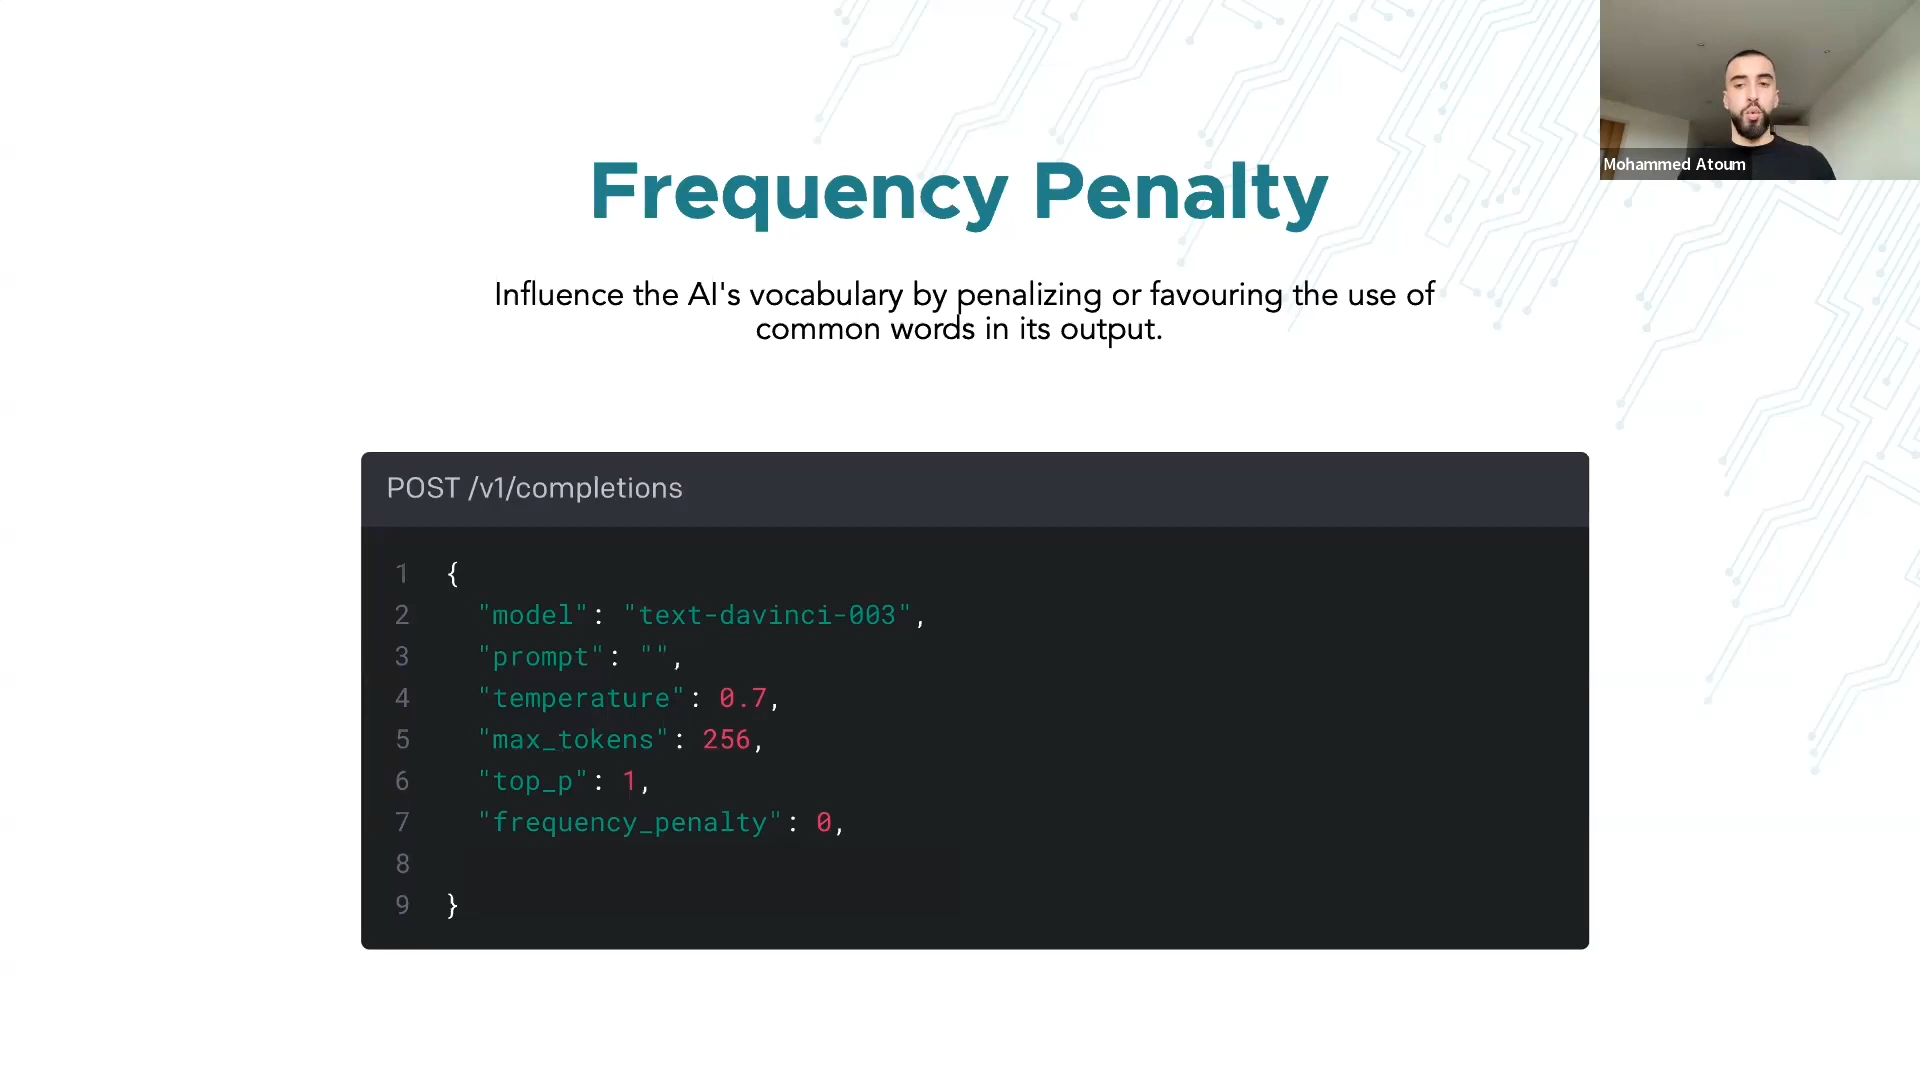 Mohammed Atoum
Frequency Penalty
Influence the AI's vocabulary by penalizing or favouring the use of
common words in its output.
POST /v1/completions
1 {
2 "model": "text-davinci-003",
3 "prompt": "",
4 "temperature": 0.7,
5 "max_tokens": 256,
6 "top_p": 1,
7 "frequency_penalty": 0,
8
9 }